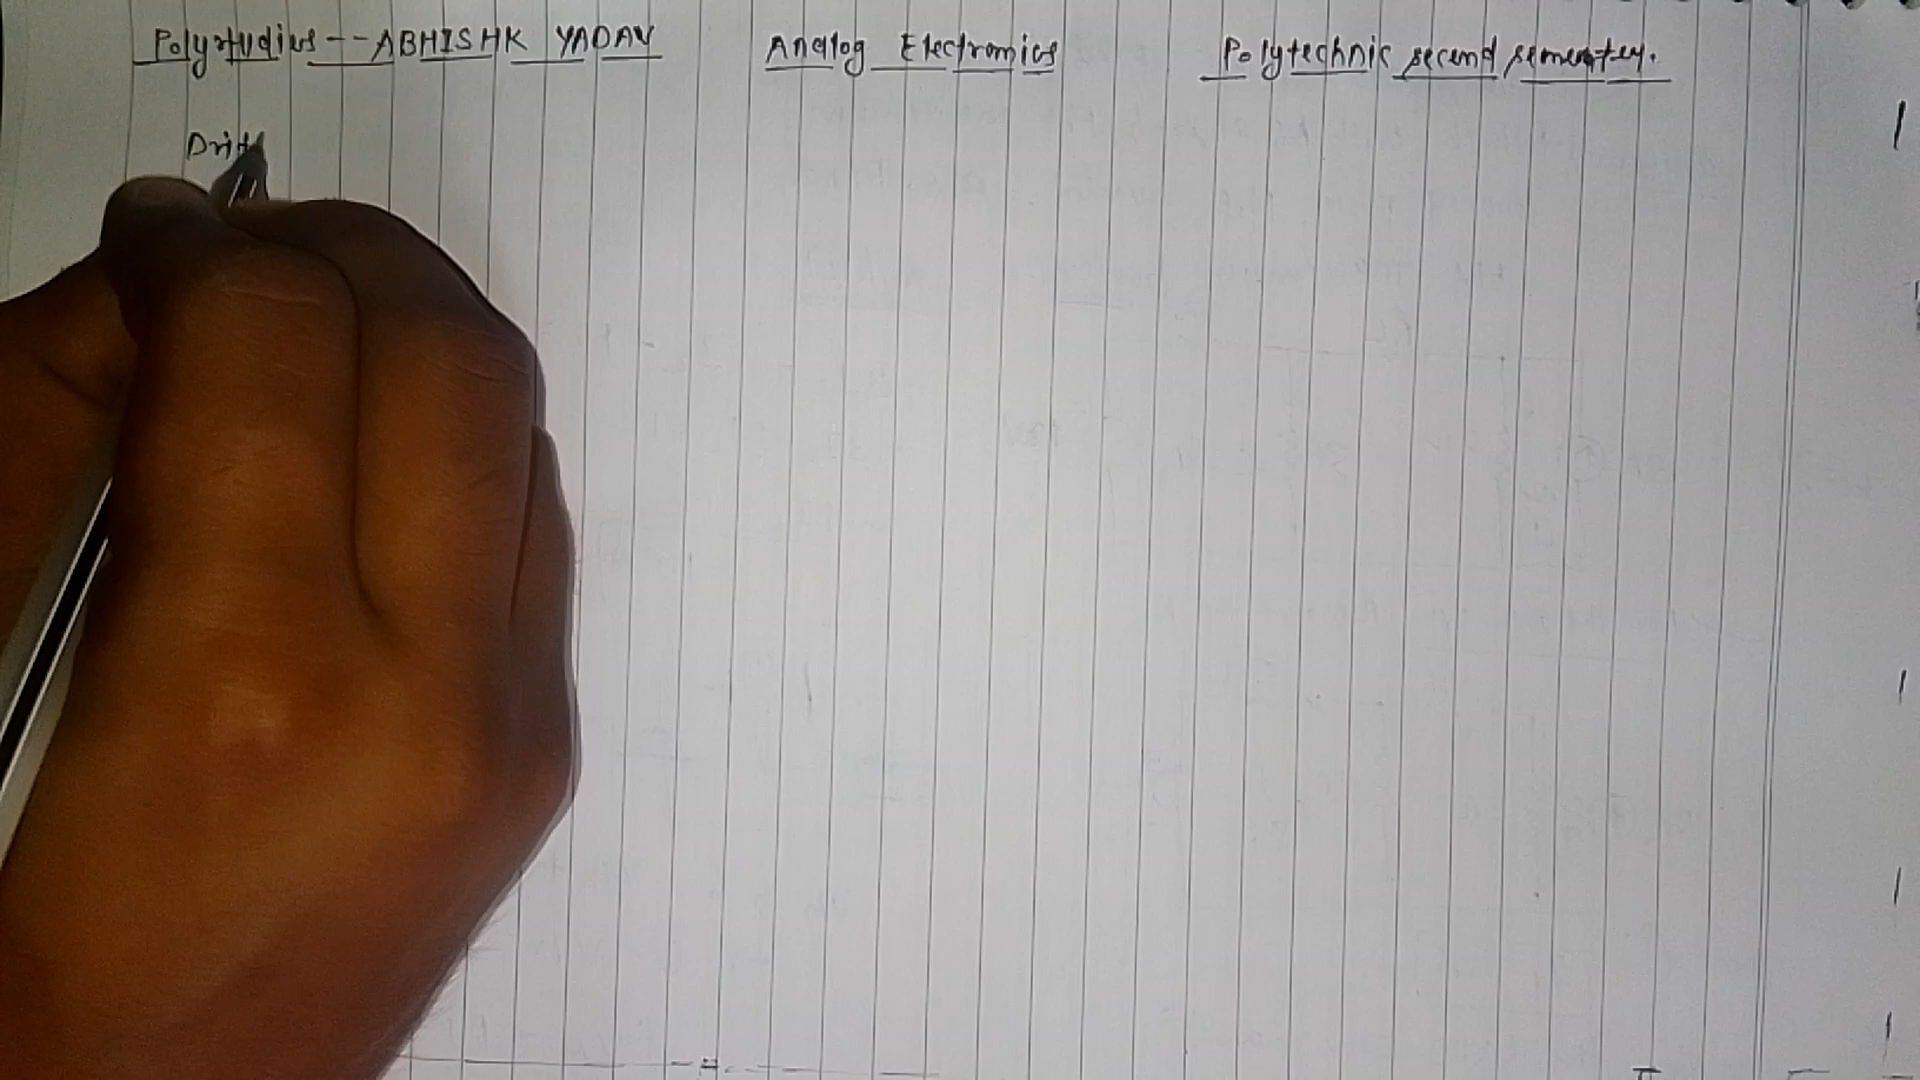 Polystudies -- ABHISHK YADAV Analog Electronics Polytechnic second semester.
Drift